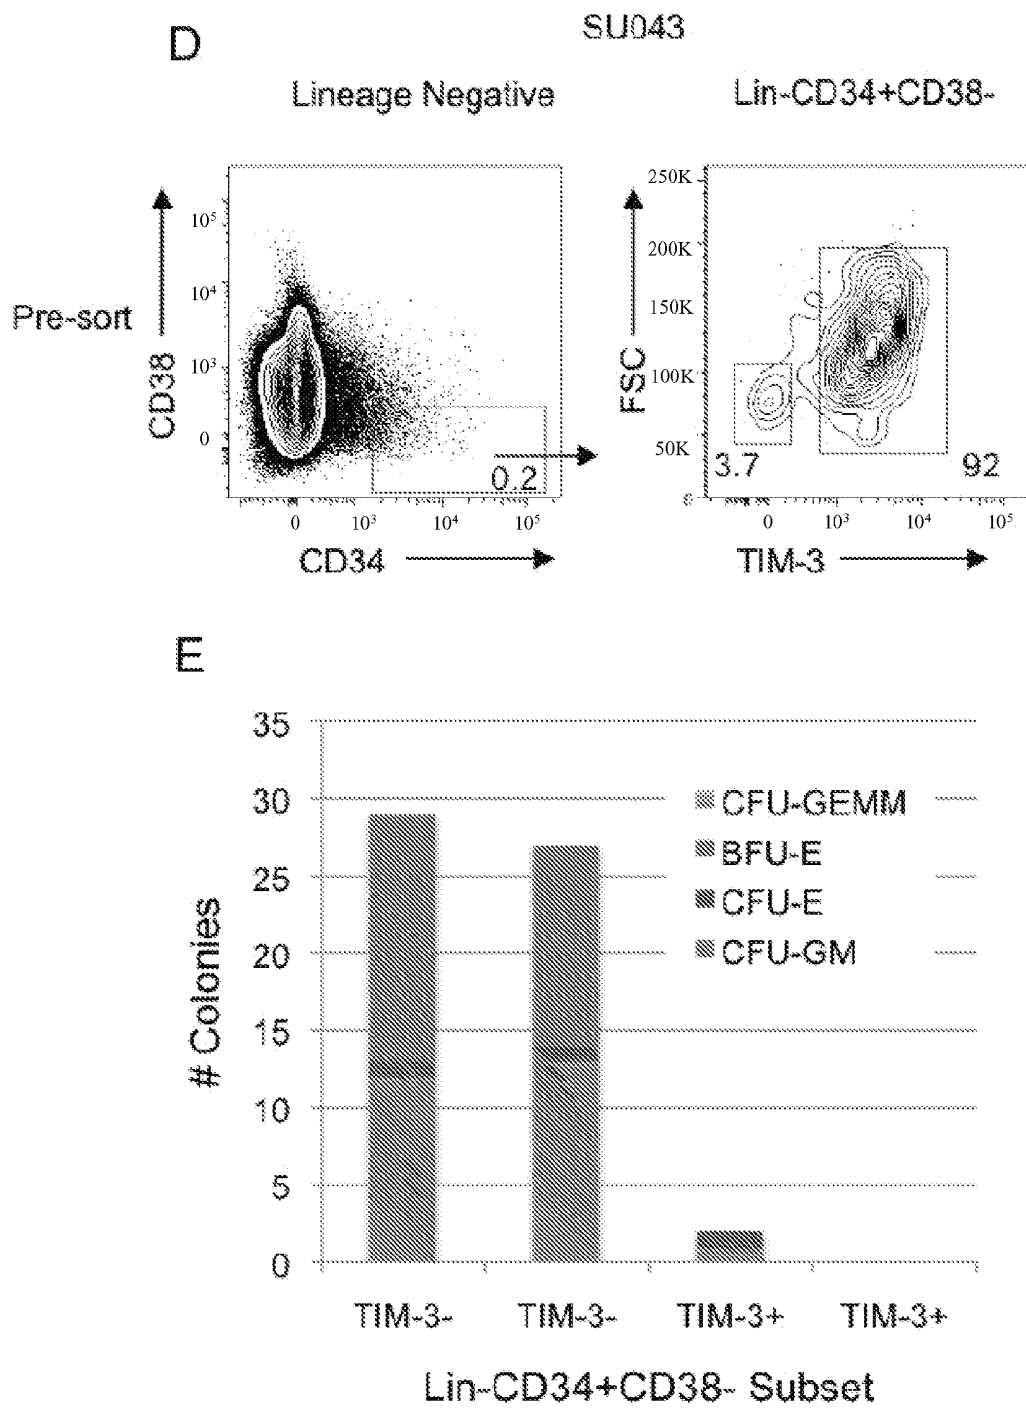 D
SU043
Lineage Negative
Lin-CD34+CD38-
Pre-sort
CD38
10⁵
10⁴
10³
0
0.2
0
10³
10⁴
10⁵
CD34
FSC
250K
200K
150K
100K
50K
0
3.7
92
0
10³
10⁴
10⁵
TIM-3
E
# Colonies
35
30
25
20
15
10
5
0
CFU-GEMM
BFU-E
CFU-E
CFU-GM
TIM-3-
TIM-3-
TIM-3+
TIM-3+
Lin-CD34+CD38- Subset